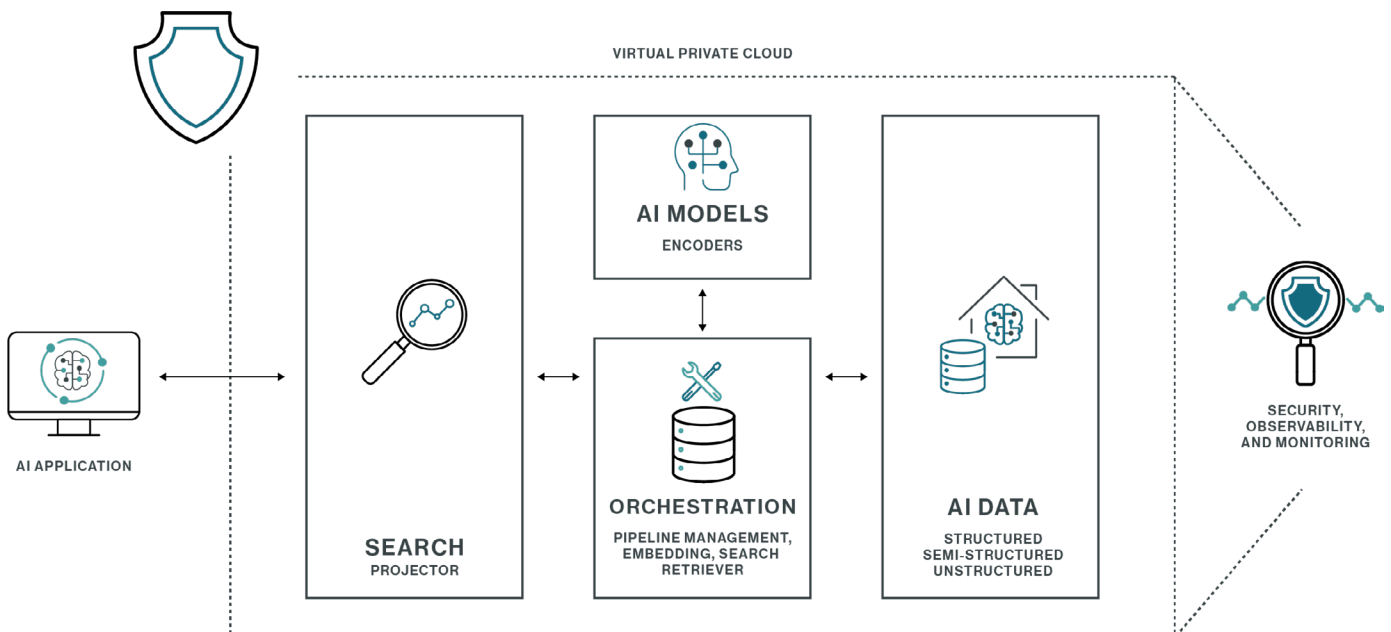 VIRTUAL PRIVATE CLOUD
AI APPLICATION
SEARCH
PROJECTOR
AI MODELS
ENCODERS
ORCHESTRATION
PIPELINE MANAGEMENT,
EMBEDDING, SEARCH
RETRIEVER
AI DATA
STRUCTURED
SEMI-STRUCTURED
UNSTRUCTURED
SECURITY,
OBSERVABILITY,
AND MONITORING